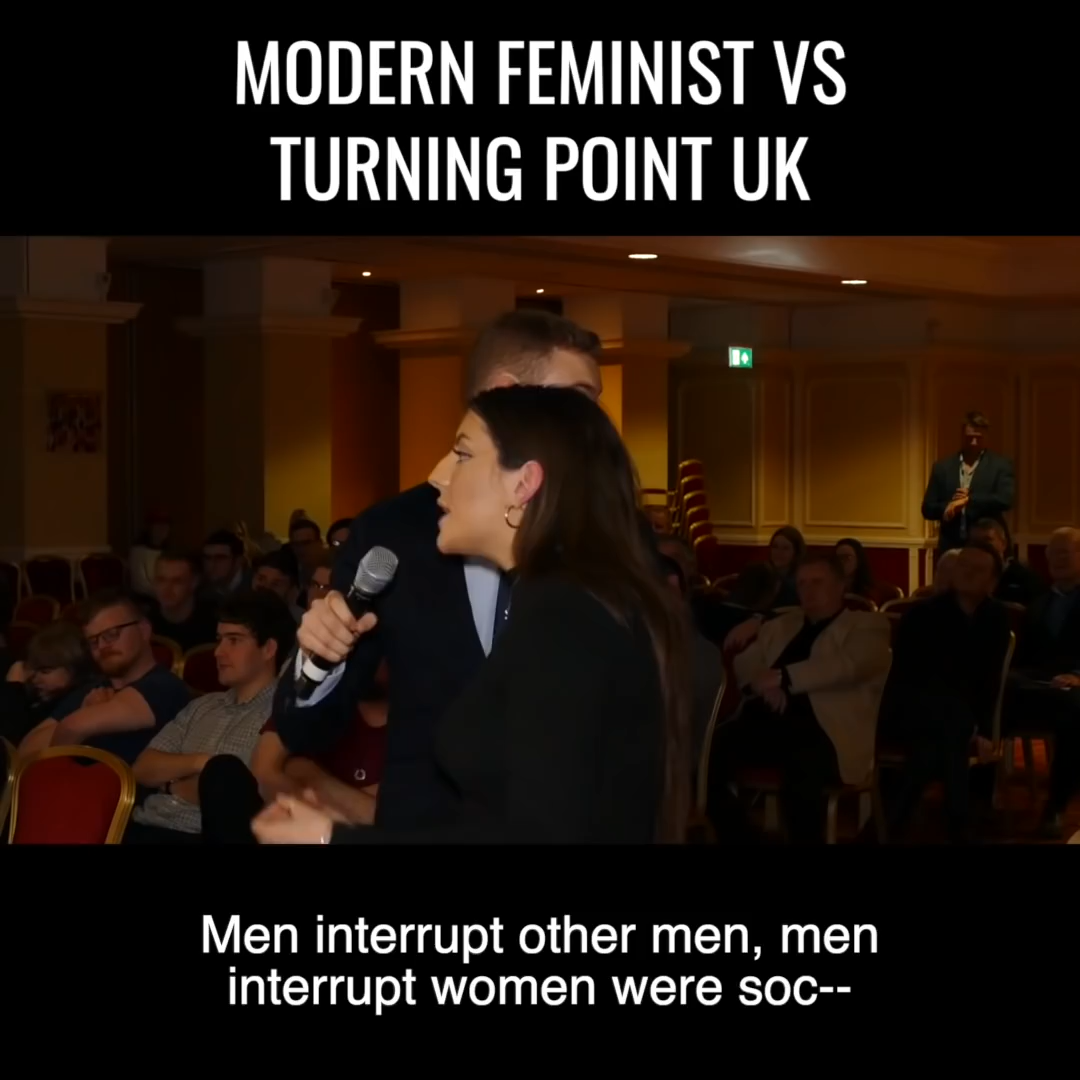 MODERN FEMINIST VS
TURNING POINT UK
Men interrupt other men, men
interrupt women were soc--